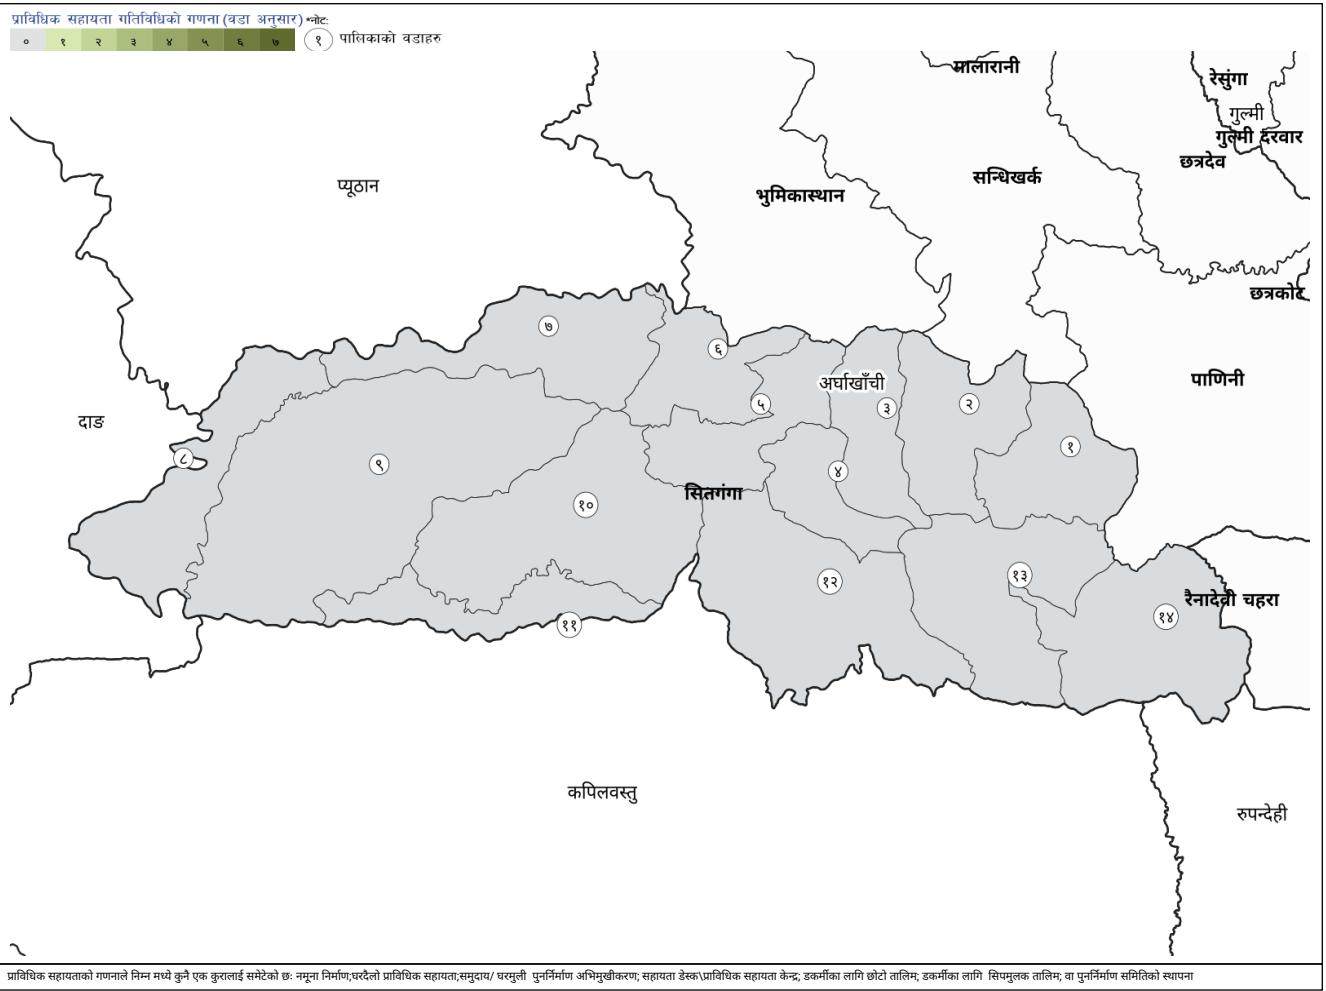 प्राविधिक सहायता गतिविधिको गणना (वडा अनुसार) *नोट:
० १ २ ३ ४ ५ ६ ७ १ पालिकाको वडाहरु
मालारानी
रेसुंगा
गुल्मी
गुल्मी दरवार
छत्रदेव
सन्धिखर्क
प्यूठान
भुमिकास्थान
छत्रकोट
७
६
पाणिनी
अर्घाखाँची
५
३
२
दाङ
१
८
९
४
सितगंगा
१०
१३
१२
रैनादेवी चहरा
१४
११
कपिलवस्तु
रुपन्देही
प्राविधिक सहायताको गणनाले निम्न मध्ये कुनै एक कुरालाई समेटेको छः नमूना निर्माण;घरदैलो प्राविधिक सहायता;समुदाय/ घरमुली पुनर्निर्माण अभिमुखीकरण; सहायता डेस्क\प्राविधिक सहायता केन्द्र; डकर्मीका लागि छोटो तालिम; डकर्मीका लागि सिपमुलक तालिम; वा पुनर्निर्माण समितिको स्थापना